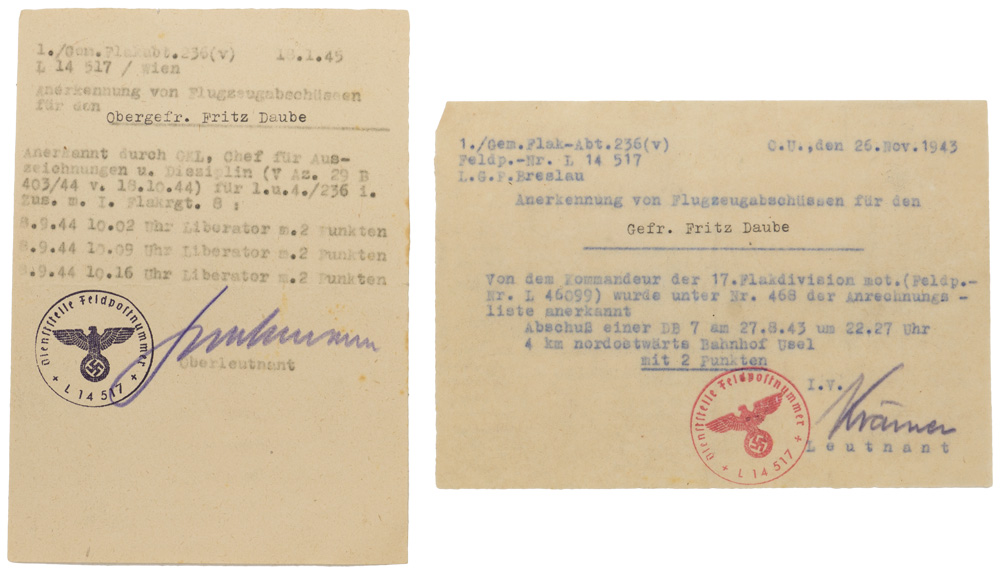 1./Gem.Flakabt.236(v) 18.1.45
L 14 517 / Wien
Anerkennung von Flugzeugabschüssen
für den
Obergefr. Fritz Daube
Anerkannt durch OKL, Chef für Aus-
zeichnungen u. Disziplin (V Az. 29 B
403/44 v. 18.10.44) für 1.u.4./236 i.
Zus. m. I. Flakrgt. 8 :
8.9.44 10.02 Uhr Liberator m.2 Punkten
8.9.44 10.09 Uhr Liberator m.2 Punkten
8.9.44 10.16 Uhr Liberator m.2 Punkten
Dienststelle Feldpostnummer
+ L 14 517 +
Oberleutnant
1./Gem.Flak-Abt.236(v) O.U.,den 26.Nov.1943
Feldp.-Nr. L 14 517
L.G.P.Breslau
Anerkennung von Flugzeugabschüssen für den
Gefr. Fritz Daube
Von dem Kommandeur der 17.Flakdivision mot.(Feldp.-
Nr. L 46099) wurde unter Nr. 468 der Anrechnungs -
liste anerkannt
Abschuß einer DB 7 am 27.8.43 um 22.27 Uhr
4 km nordostwärts Bahnhof Usel
mit 2 Punkten
I.V.
Krämer
Leutnant
Dienststelle Feldpostnummer
+ L 14 517 +